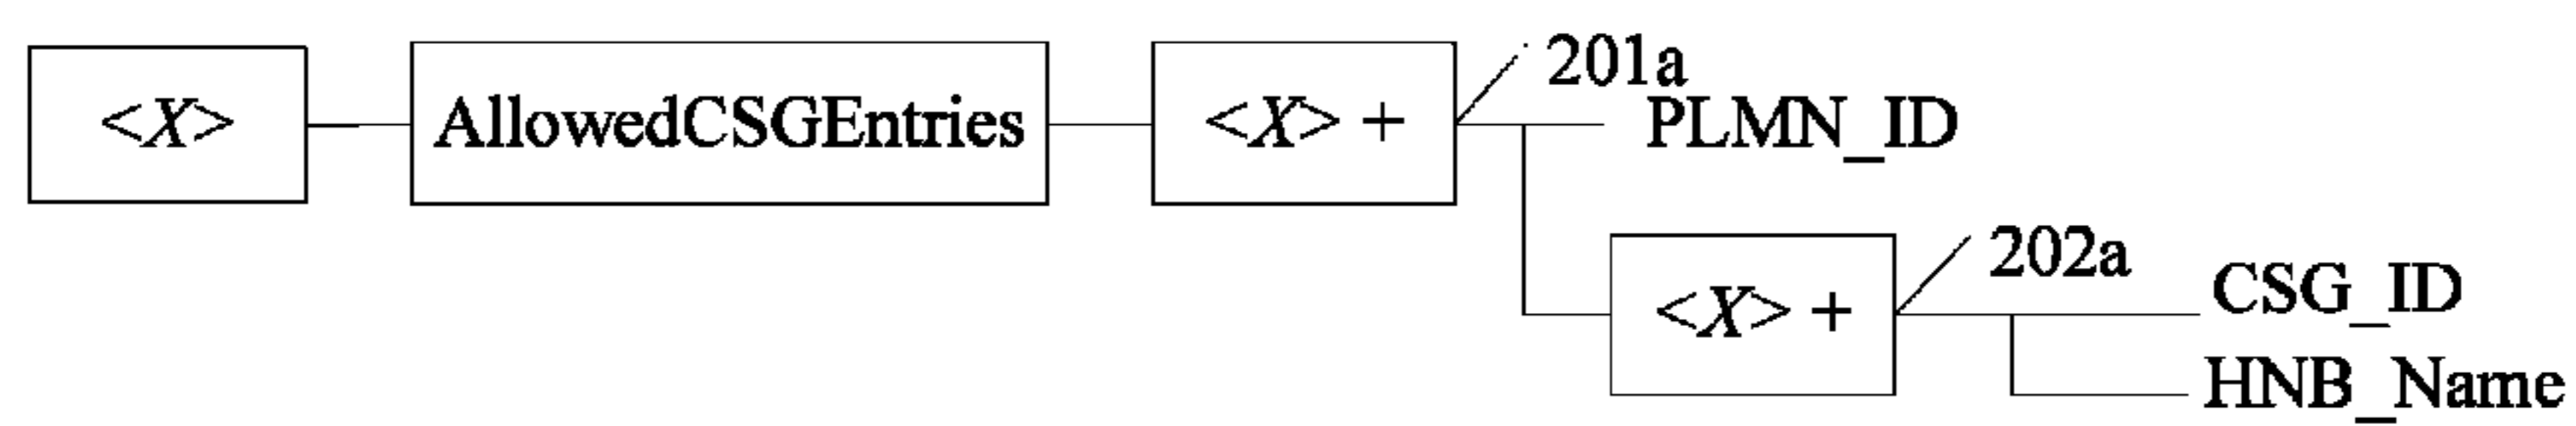 <X>
AllowedCSGEntries
<X> +
201a
PLMN_ID
<X> +
202a
CSG_ID
HNB_Name